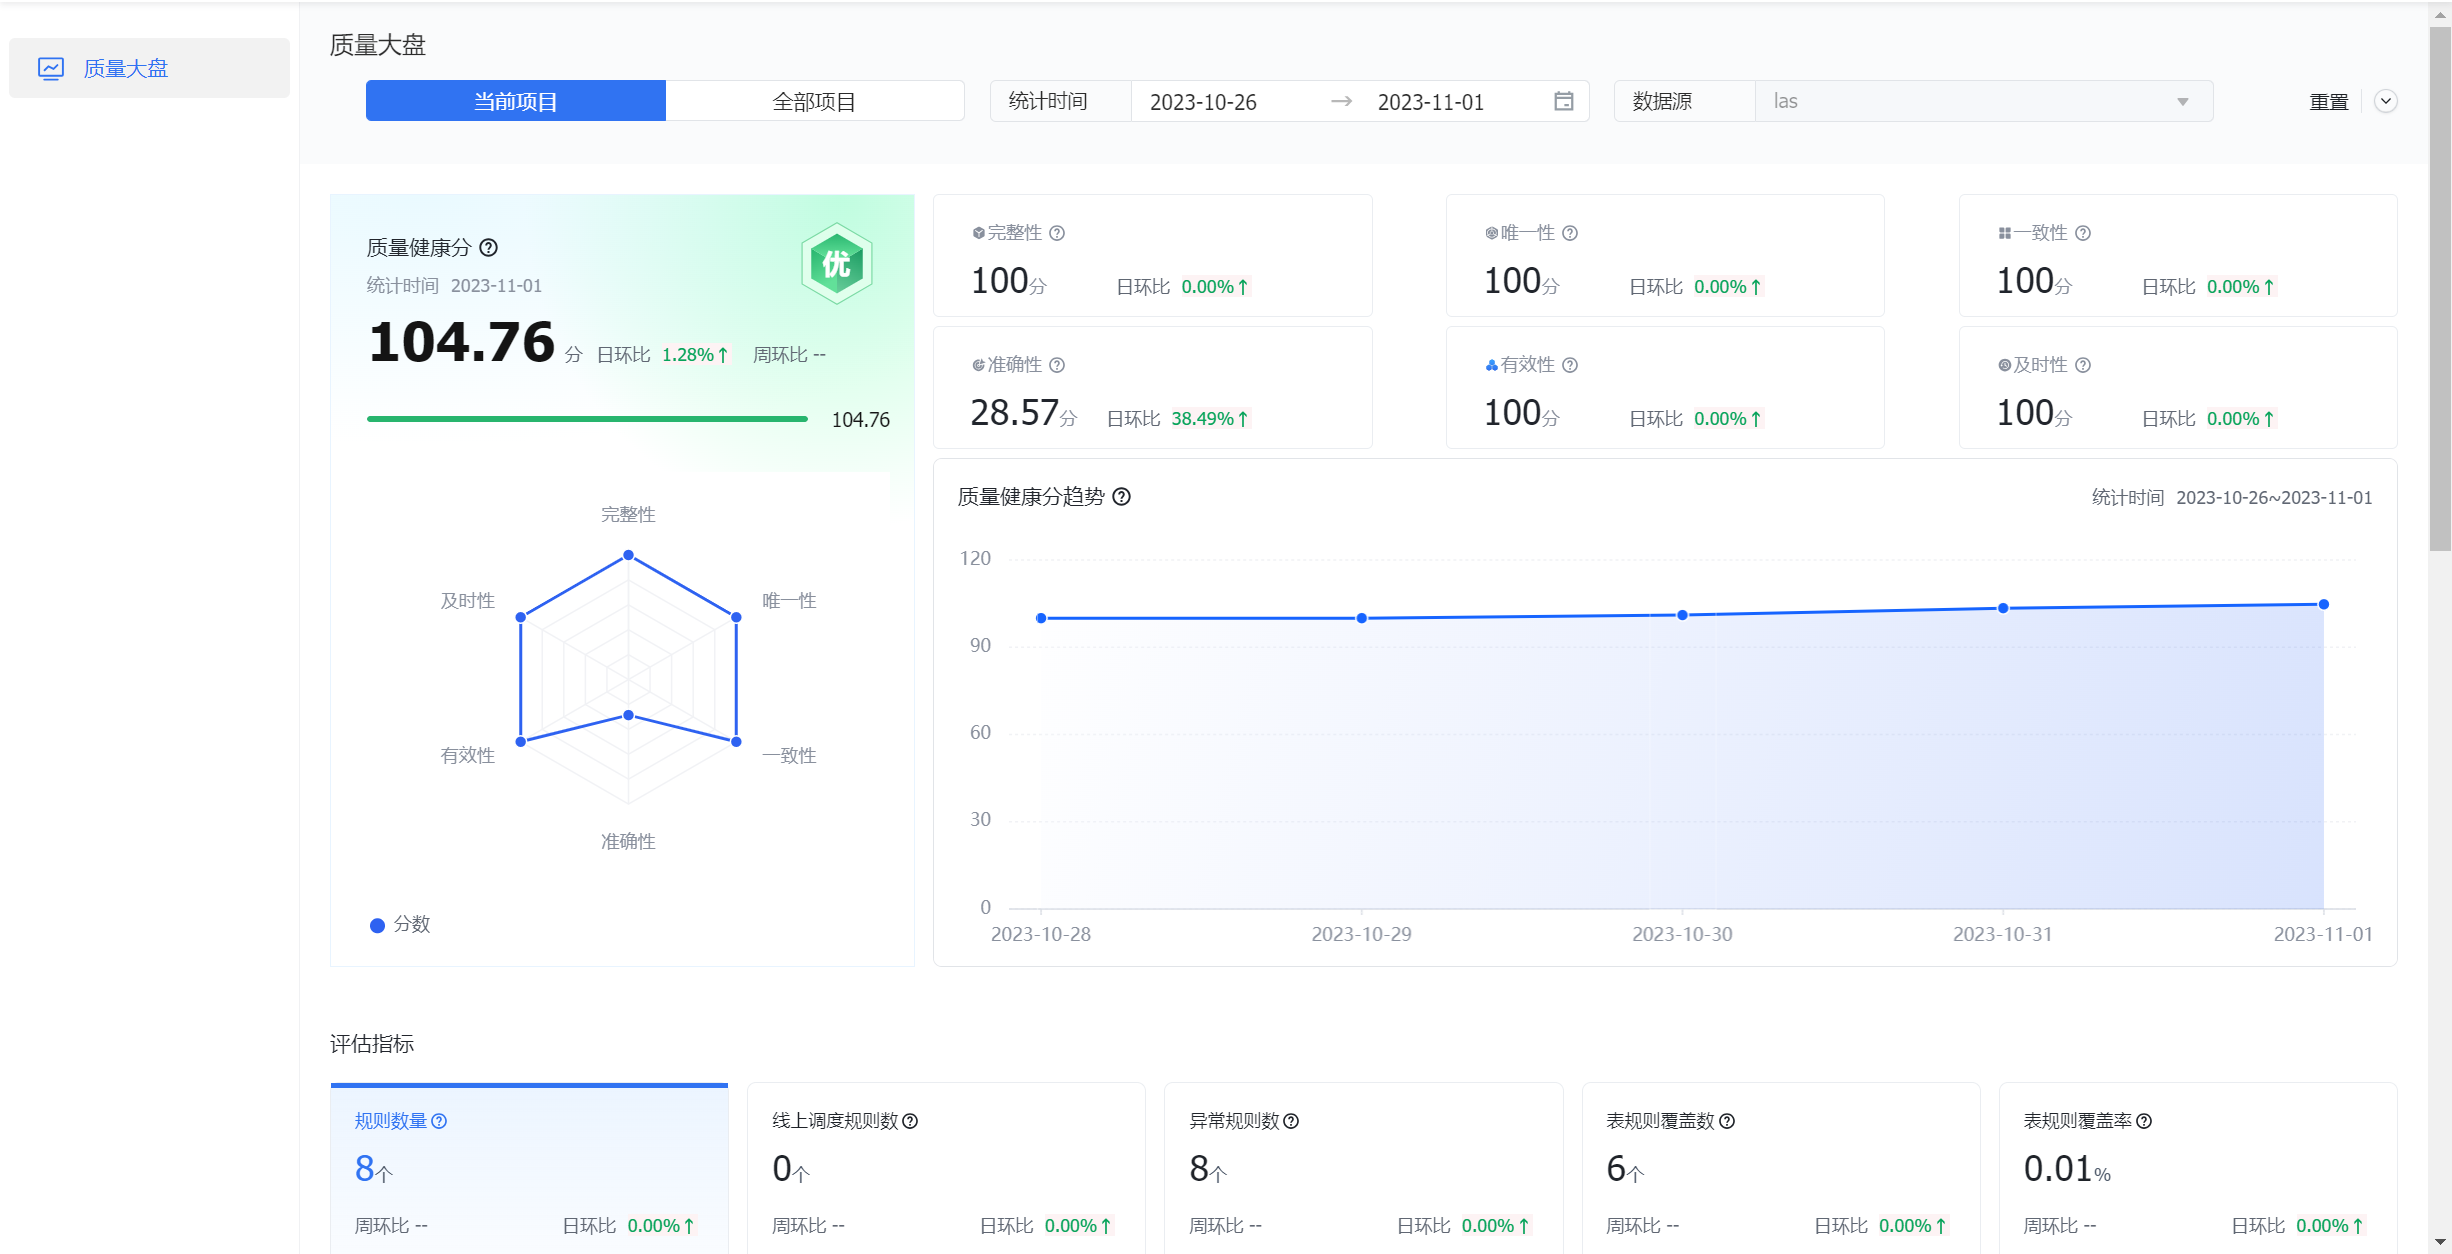 质量大盘
质量大盘
当前项目 全部项目 统计时间 2023-10-26 → 2023-11-01 数据源 las 重置
质量健康分
统计时间 2023-11-01
优
104.76 分 日环比 1.28%↑ 周环比 --
104.76
完整性
唯一性
一致性
准确性
有效性
及时性
分数
完整性
100分 日环比 0.00%↑
唯一性
100分 日环比 0.00%↑
一致性
100分 日环比 0.00%↑
准确性
28.57分 日环比 38.49%↑
有效性
100分 日环比 0.00%↑
及时性
100分 日环比 0.00%↑
质量健康分趋势 统计时间 2023-10-26~2023-11-01
120
90
60
30
0
2023-10-28 2023-10-29 2023-10-30 2023-10-31 2023-11-01
评估指标
规则数量
8个
周环比 -- 日环比 0.00%↑
线上调度规则数
0个
周环比 -- 日环比 0.00%↑
异常规则数
8个
周环比 -- 日环比 0.00%↑
表规则覆盖数
6个
周环比 -- 日环比 0.00%↑
表规则覆盖率
0.01%
周环比 -- 日环比 0.00%↑